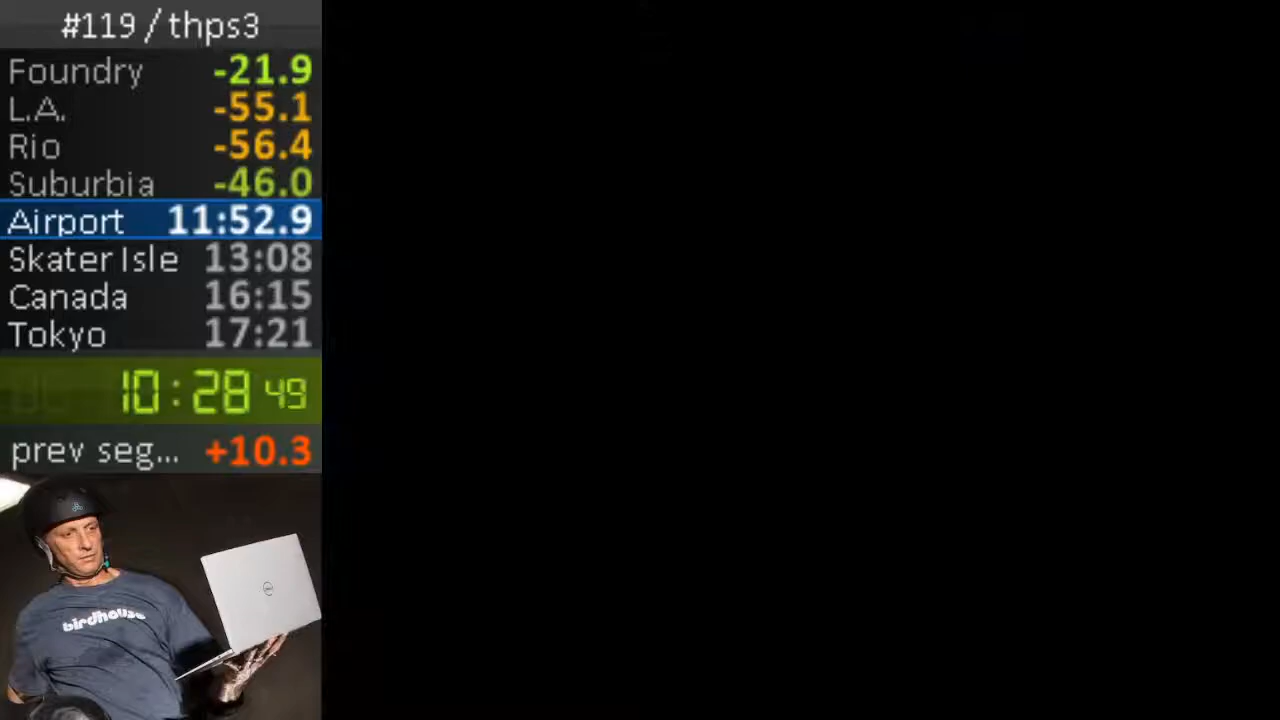 #119 / thps3
Foundry -21.9
L.A. -55.1
Rio -56.4
Suburbia -46.0
Airport 11:52.9
Skater Isle 13:08
Canada 16:15
Tokyo 17:21
10:28 49
prev seg... +10.3
birdhouse
DELL